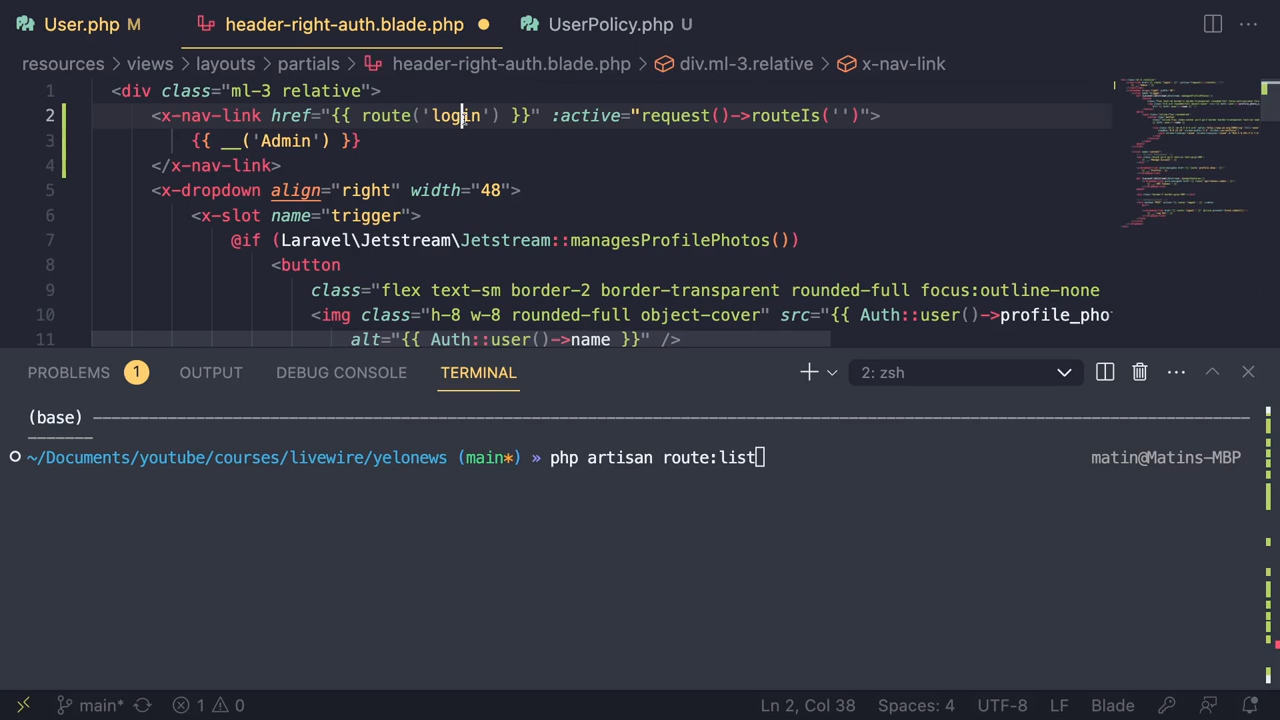 User.php M header-right-auth.blade.php UserPolicy.php U ···
resources > views > layouts > partials > header-right-auth.blade.php > div.ml-3.relative > x-nav-link
1 <div class="ml-3 relative">
2 <x-nav-link href="{{ route('login') }}" :active="request()->routeIs('')">
3 {{ __('Admin') }}
4 </x-nav-link>
5 <x-dropdown align="right" width="48">
6 <x-slot name="trigger">
7 @if (Laravel\Jetstream\Jetstream::managesProfilePhotos())
8 <button
9 class="flex text-sm border-2 border-transparent rounded-full focus:outline-none
10 <img class="h-8 w-8 rounded-full object-cover" src="{{ Auth::user()->profile_pho
11 alt="{{ Auth::user()->name }}" />
PROBLEMS 1 OUTPUT DEBUG CONSOLE TERMINAL 2: zsh ···
(base)
~/Documents/youtube/courses/livewire/yelonews (main*) » php artisan route:list matin@Matins-MBP
main* 1 0 Ln 2, Col 38 Spaces: 4 UTF-8 LF Blade